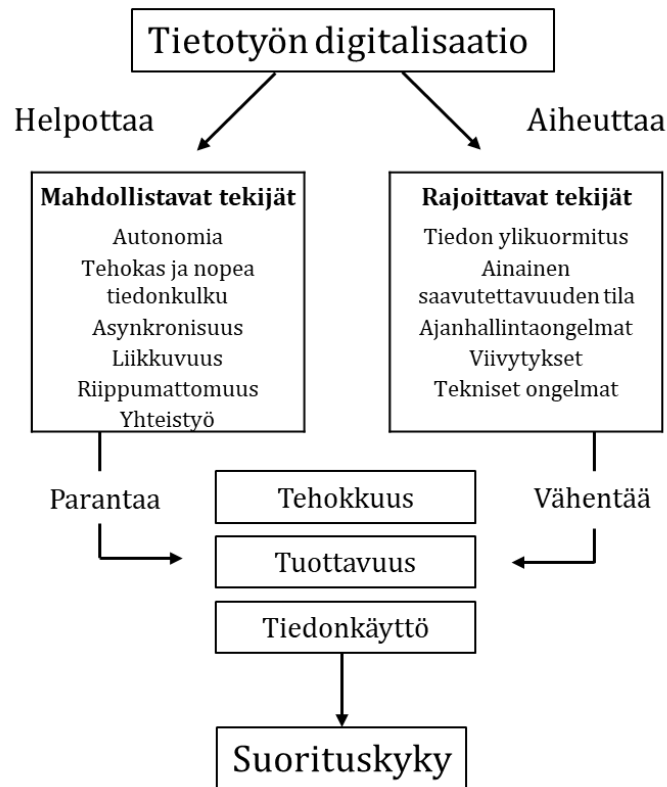 Tietotyön digitalisaatio
Helpottaa
Aiheuttaa
Mahdollistavat tekijät
Autonomia
Tehokas ja nopea
tiedonkulku
Asynkronisuus
Liikkuvuus
Riippumattomuus
Yhteistyö
Rajoittavat tekijät
Tiedon ylikuormitus
Ainainen
saavutettavuuden tila
Ajanhallintaongelmat
Viivytykset
Tekniset ongelmat
Parantaa
Vähentää
Tehokkuus
Tuottavuus
Tiedonkäyttö
Suorituskyky